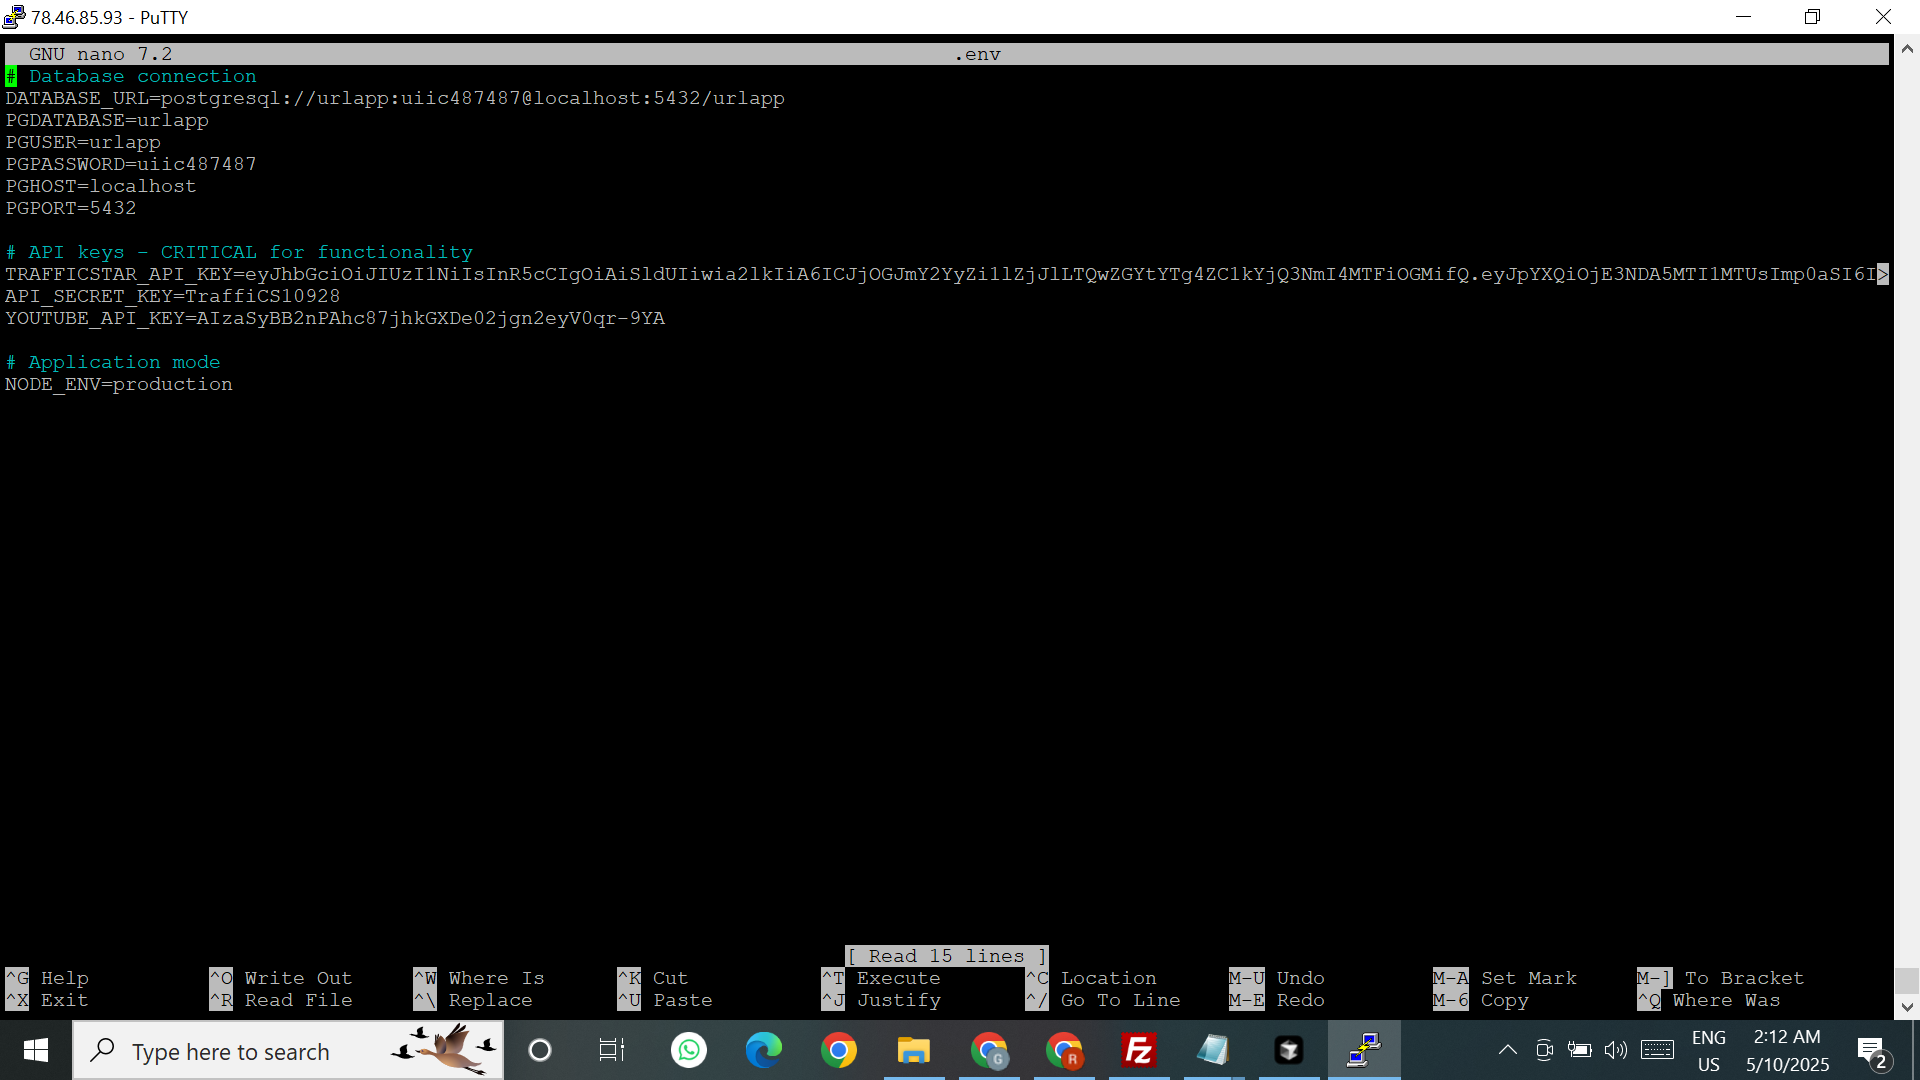 78.46.85.93 - PuTTY
GNU nano 7.2 .env
# Database connection
DATABASE_URL=postgresql://urlapp:uiic487487@localhost:5432/urlapp
PGDATABASE=urlapp
PGUSER=urlapp
PGPASSWORD=uiic487487
PGHOST=localhost
PGPORT=5432
# API keys - CRITICAL for functionality
TRAFFICSTAR_API_KEY=eyJhbGciOiJIUzI1NiIsInR5cCIgOiAiSldUIiwia2lkIiA6ICJjOGJmY2YyZi1lZjJlLTQwZGYtYTg4ZC1kYjQ3NmI4MTFiOGMifQ.eyJpYXQiOjE3NDA5MTI1MTUsImp0aSI6I>
API_SECRET_KEY=TraffiCS10928
YOUTUBE_API_KEY=AIzaSyBB2nPAhc87jhkGXDe02jgn2eyV0qr-9YA
# Application mode
NODE_ENV=production
[ Read 15 lines ]
^G Help ^O Write Out ^W Where Is ^K Cut ^T Execute ^C Location M-U Undo M-A Set Mark M-] To Bracket
^X Exit ^R Read File ^\ Replace ^U Paste ^J Justify ^/ Go To Line M-E Redo M-6 Copy ^Q Where Was
Type here to search
G
R
Fz
ENG
US
2:12 AM
5/10/2025
2